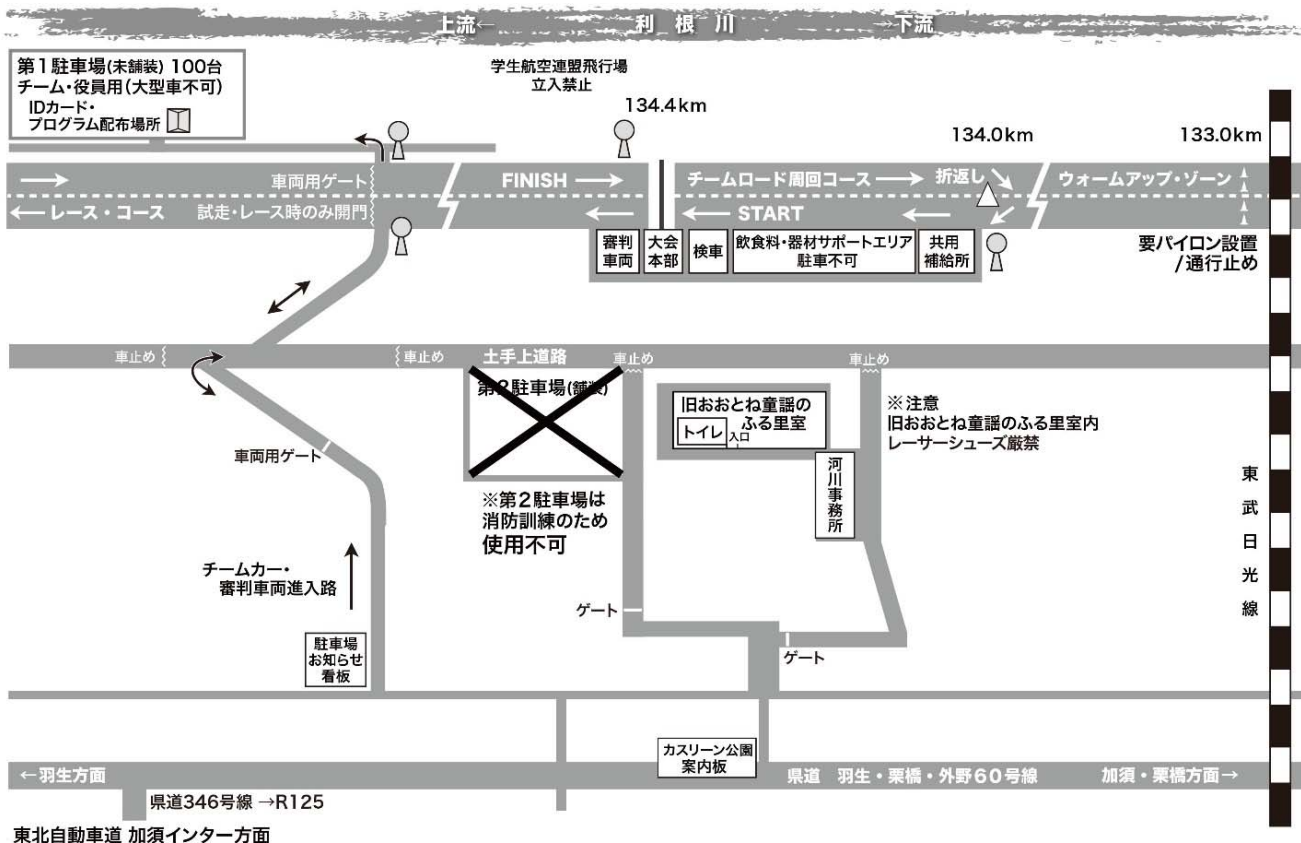 上流←
利根川
→下流
第1駐車場(未舗装) 100台
チーム・役員用(大型車不可)
IDカード・
プログラム配布場所
学生航空連盟飛行場
立入禁止
134.4km
134.0km
133.0km
→
車両用ゲート
FINISH →
チームロード周回コース →
折返し
ウォームアップ・ゾーン
← レース・コース
試走・レース時のみ開門
←
← START
←
審判
車両
大会
本部
検車
飲食料・器材サポートエリア
駐車不可
共用
補給所
要パイロン設置
/通行止め
車止め
車止め
土手上道路
車止め
車止め
第2駐車場(舗装)
旧おおとね童謡の
ふる里室
トイレ
入口
※注意
旧おおとね童謡のふる里室内
レーサーシューズ厳禁
車両用ゲート
河川事務所
※第2駐車場は
消防訓練のため
使用不可
東武日光線
チームカー・
審判車両進入路
ゲート
駐車場
お知らせ
看板
ゲート
カスリーン公園
案内板
←羽生方面
県道 羽生・栗橋・外野60号線
加須・栗橋方面→
県道346号線 →R125
東北自動車道 加須インター方面